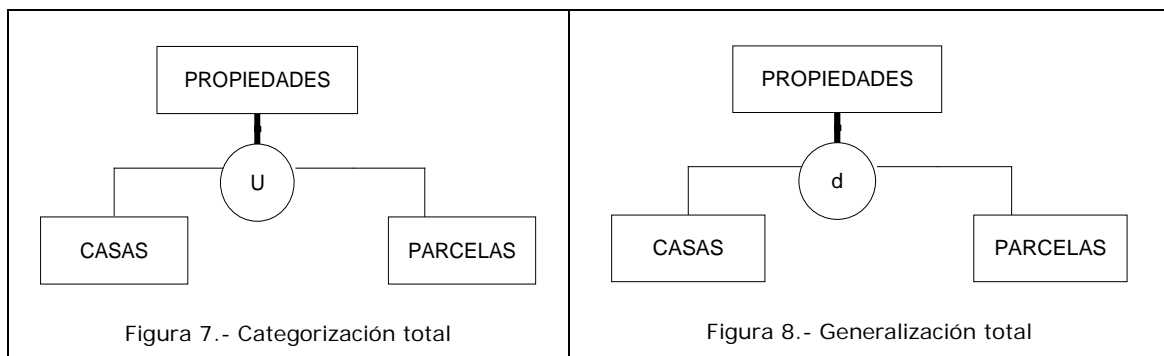 PROPIEDADES
U
CASAS
PARCELAS
Figura 7.- Categorización total
PROPIEDADES
d
CASAS
PARCELAS
Figura 8.- Generalización total